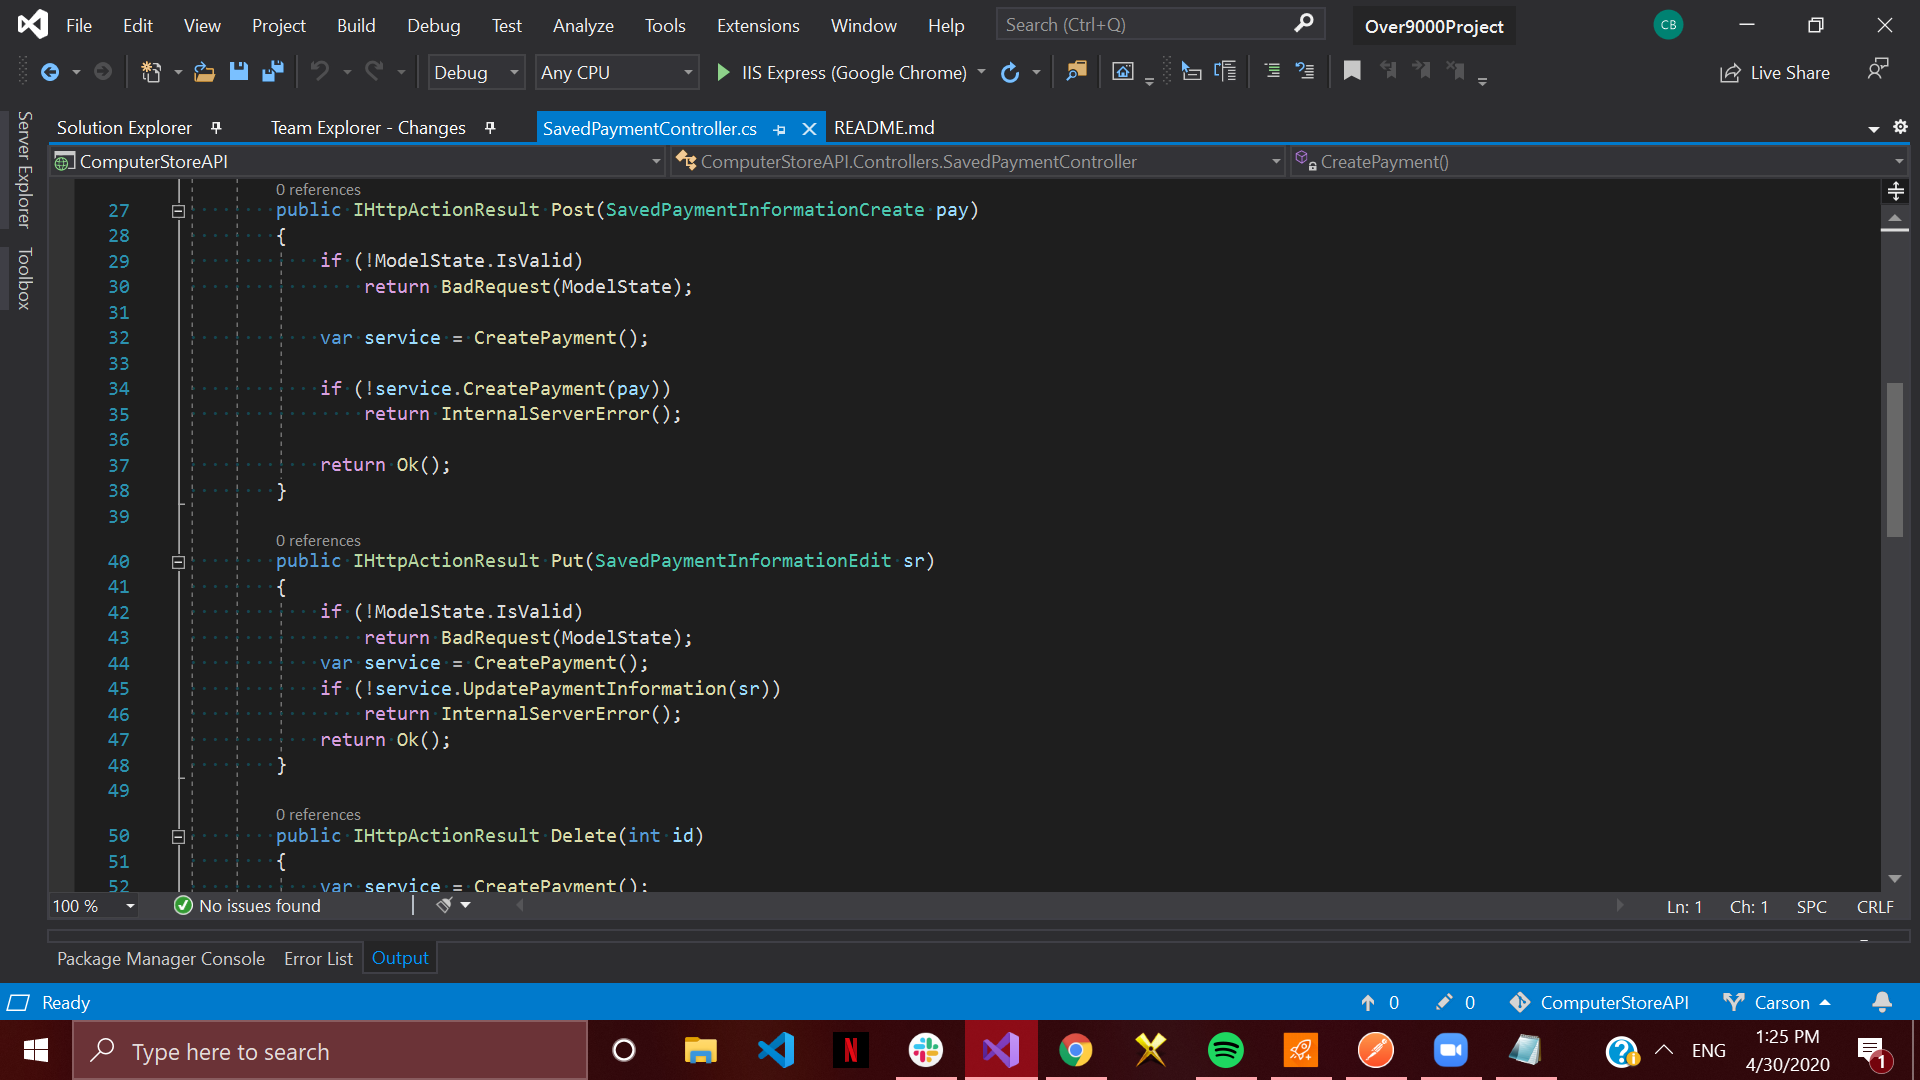 File Edit View Project Build Debug Test Analyze Tools Extensions Window Help Search (Ctrl+Q) Over9000Project CB
Debug Any CPU IIS Express (Google Chrome) Live Share
Server Explorer
Toolbox
Solution Explorer Team Explorer - Changes SavedPaymentController.cs README.md
ComputerStoreAPI ComputerStoreAPI.Controllers.SavedPaymentController CreatePayment()
0 references
27 public IHttpActionResult Post(SavedPaymentInformationCreate pay)
28 {
29 if (!ModelState.IsValid)
30 return BadRequest(ModelState);
31
32 var service = CreatePayment();
33
34 if (!service.CreatePayment(pay))
35 return InternalServerError();
36
37 return Ok();
38 }
39
0 references
40 public IHttpActionResult Put(SavedPaymentInformationEdit sr)
41 {
42 if (!ModelState.IsValid)
43 return BadRequest(ModelState);
44 var service = CreatePayment();
45 if (!service.UpdatePaymentInformation(sr))
46 return InternalServerError();
47 return Ok();
48 }
49
0 references
50 public IHttpActionResult Delete(int id)
51 {
52 var service = CreatePayment();
100 % No issues found Ln: 1 Ch: 1 SPC CRLF
Package Manager Console Error List Output
Ready 0 0 ComputerStoreAPI Carson
Type here to search N ENG 1:25 PM
4/30/2020 1